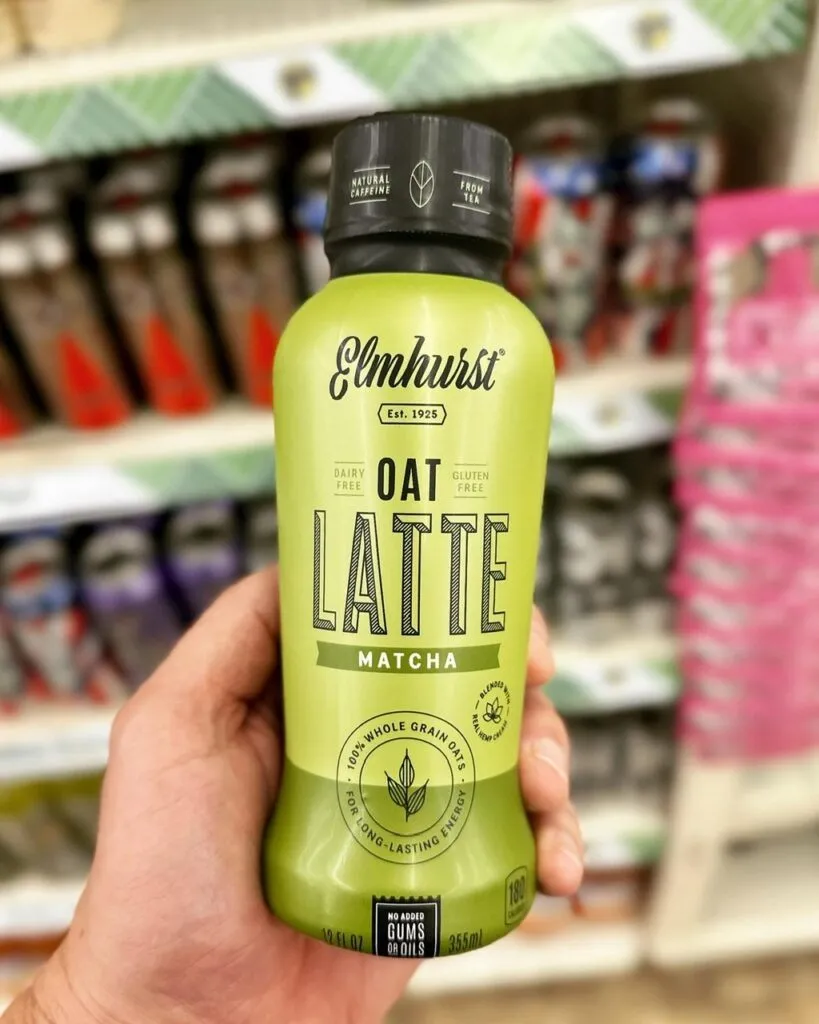 NATURAL
CAFFEINE
FROM
TEA
Elmhurst®
Est. 1925
DAIRY
FREE
OAT
GLUTEN
FREE
LATTE
MATCHA
BLENDED WITH
REAL HEMP CREAM
100% WHOLE GRAIN OATS
FOR LONG-LASTING ENERGY
180
CALORIES
12 FL OZ
NO ADDED
GUMS
OR OILS
355mL